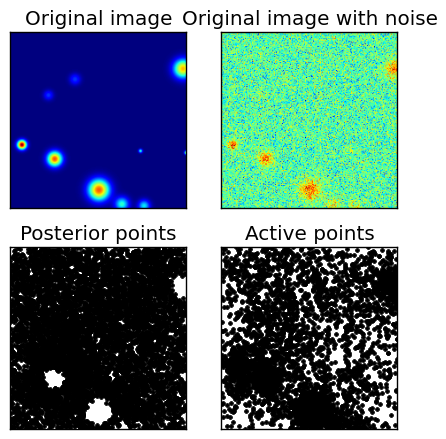 Original image
Original image with noise
Posterior points
Active points